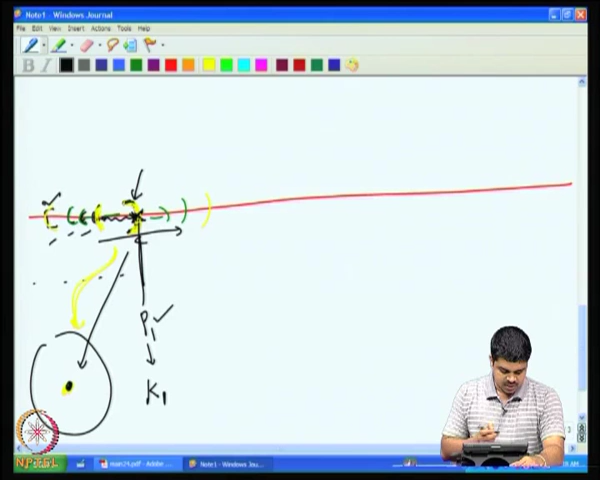 Note1 - Windows Journal
File Edit View Insert Actions Tools Help
B I
P1
K1
NPTEL
main24.pdf - Adobe ...
Note1 - Windows Jou...